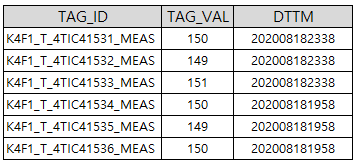 TAG_ID TAG_VAL DTTM
K4F1_T_4TIC41531_MEAS 150 202008182338
K4F1_T_4TIC41532_MEAS 149 202008182338
K4F1_T_4TIC41533_MEAS 151 202008182338
K4F1_T_4TIC41534_MEAS 150 202008181958
K4F1_T_4TIC41535_MEAS 149 202008181958
K4F1_T_4TIC41536_MEAS 150 202008181958